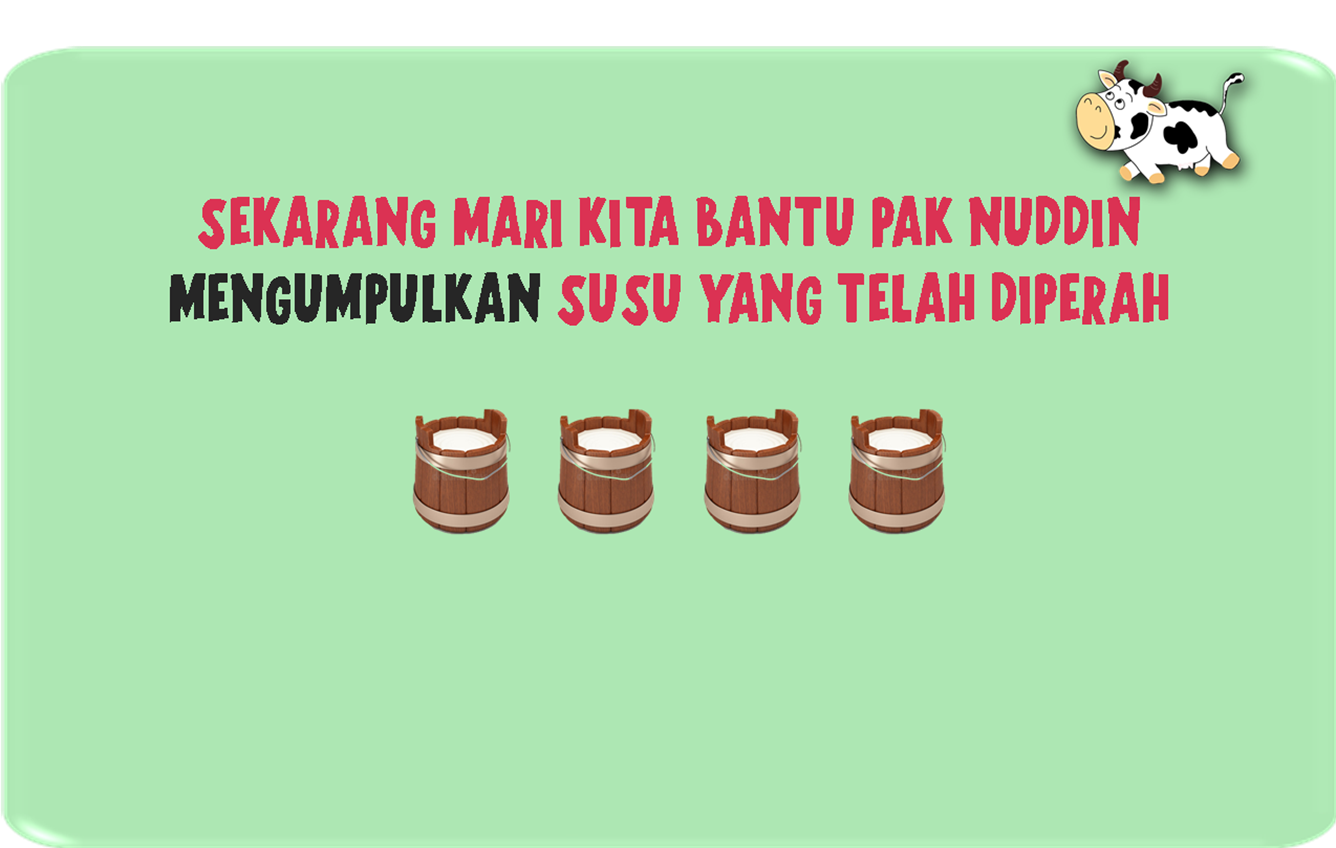 SEKARANG MARI KITA BANTU PAK NUDDIN
MENGUMPULKAN SUSU YANG TELAH DIPERAH